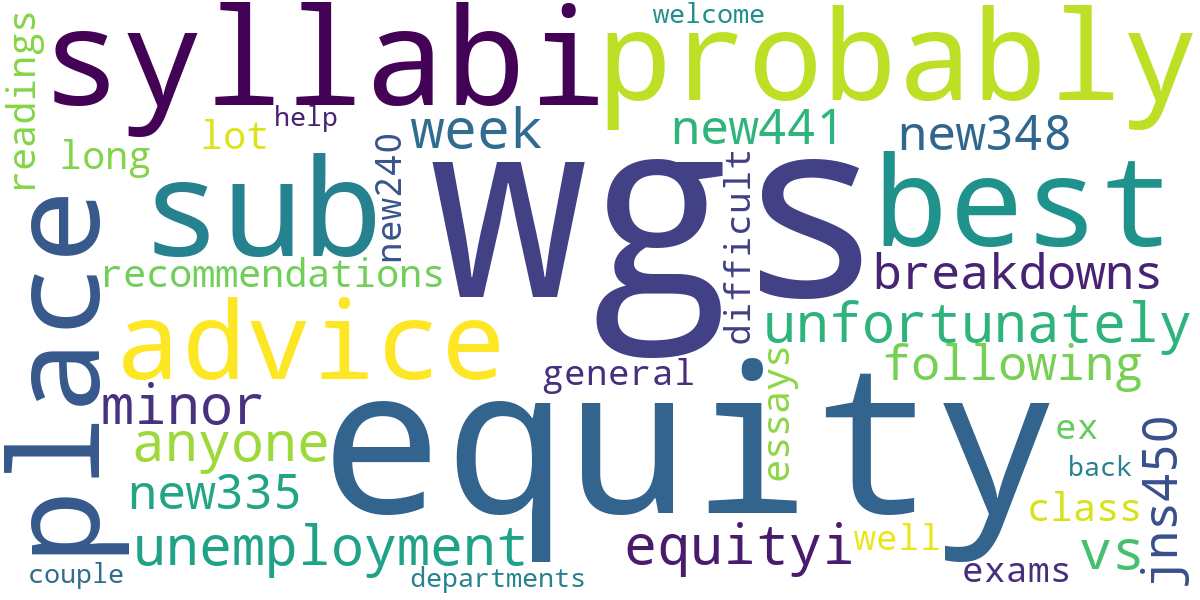 welcome
syllabi
probably
readings
help
lot
long
week
new441
new348
sub
new240
wgs
difficult
best
place
recommendations
breakdowns
advice
unfortunately
general
following
minor
anyone
essays
equity
ex
new335
back
jns450
class
unemployment
equityi
well
vs
couple
departments
exams